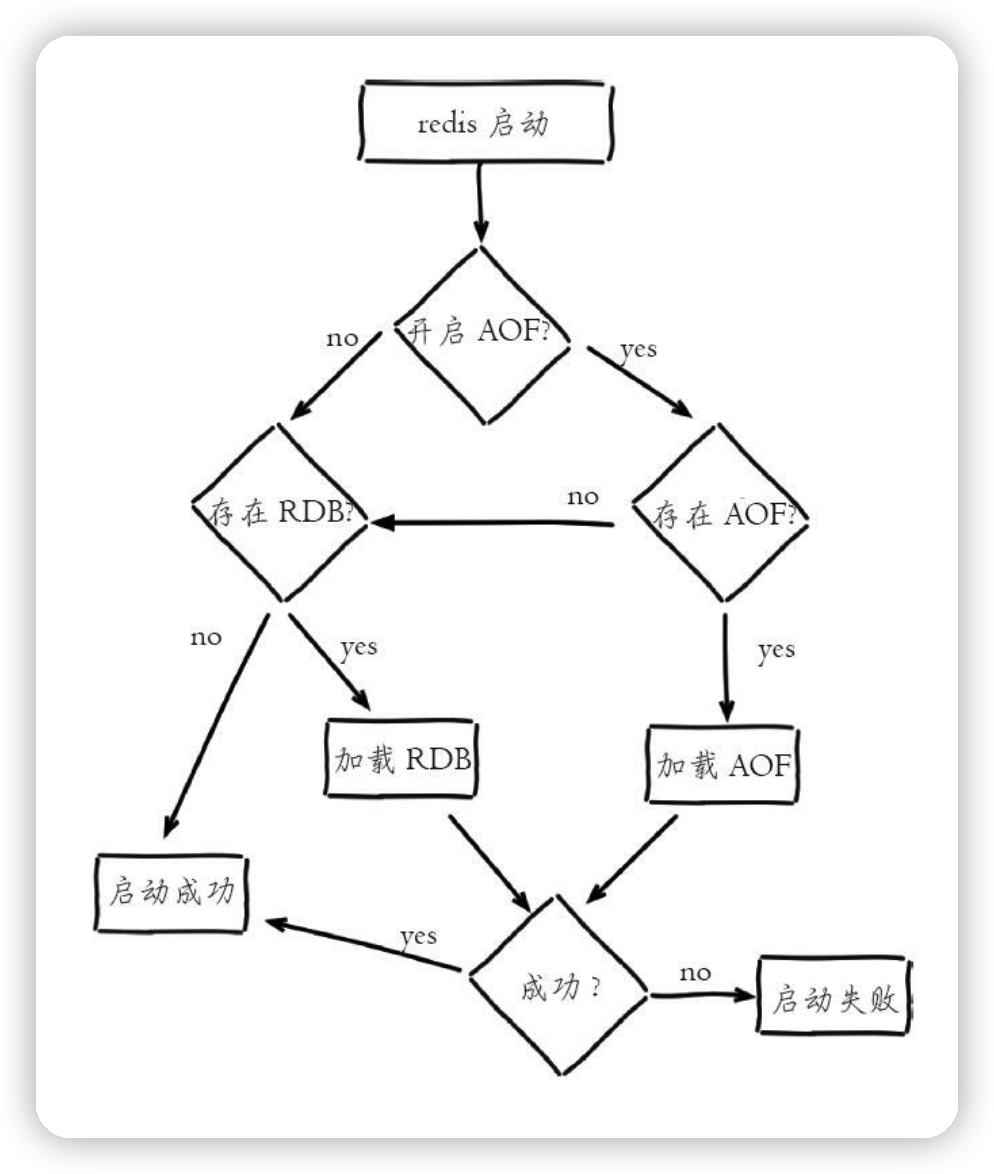 redis 启动
开启 AOF?
no
yes
存在 RDB?
no
存在 AOF?
no
yes
yes
加载 RDB
加载 AOF
启动成功
yes
成功?
no
启动失败